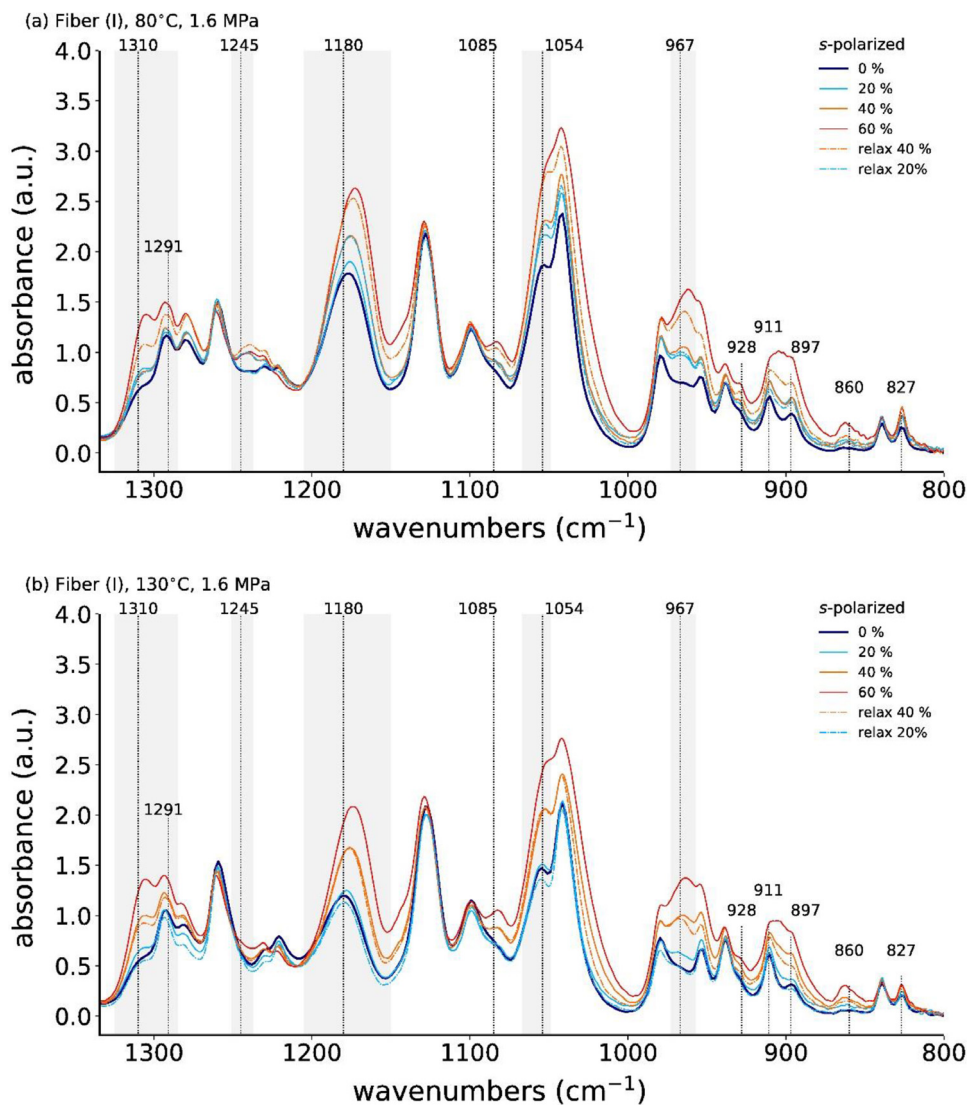 (a) Fiber (I), 80°C, 1.6 MPa
1310 1245 1180 1085 1054 967
s-polarized
0 %
20 %
40 %
60 %
relax 40 %
relax 20%
4.0
3.5
3.0
2.5
2.0
1.5
1.0
0.5
0.0
absorbance (a.u.)
1291
928 911 897
860 827
1300 1200 1100 1000 900 800
wavenumbers (cm⁻¹)
(b) Fiber (I), 130°C, 1.6 MPa
1310 1245 1180 1085 1054 967
s-polarized
0 %
20 %
40 %
60 %
relax 40 %
relax 20%
4.0
3.5
3.0
2.5
2.0
1.5
1.0
0.5
0.0
absorbance (a.u.)
1291
911
928 897
860 827
1300 1200 1100 1000 900 800
wavenumbers (cm⁻¹)